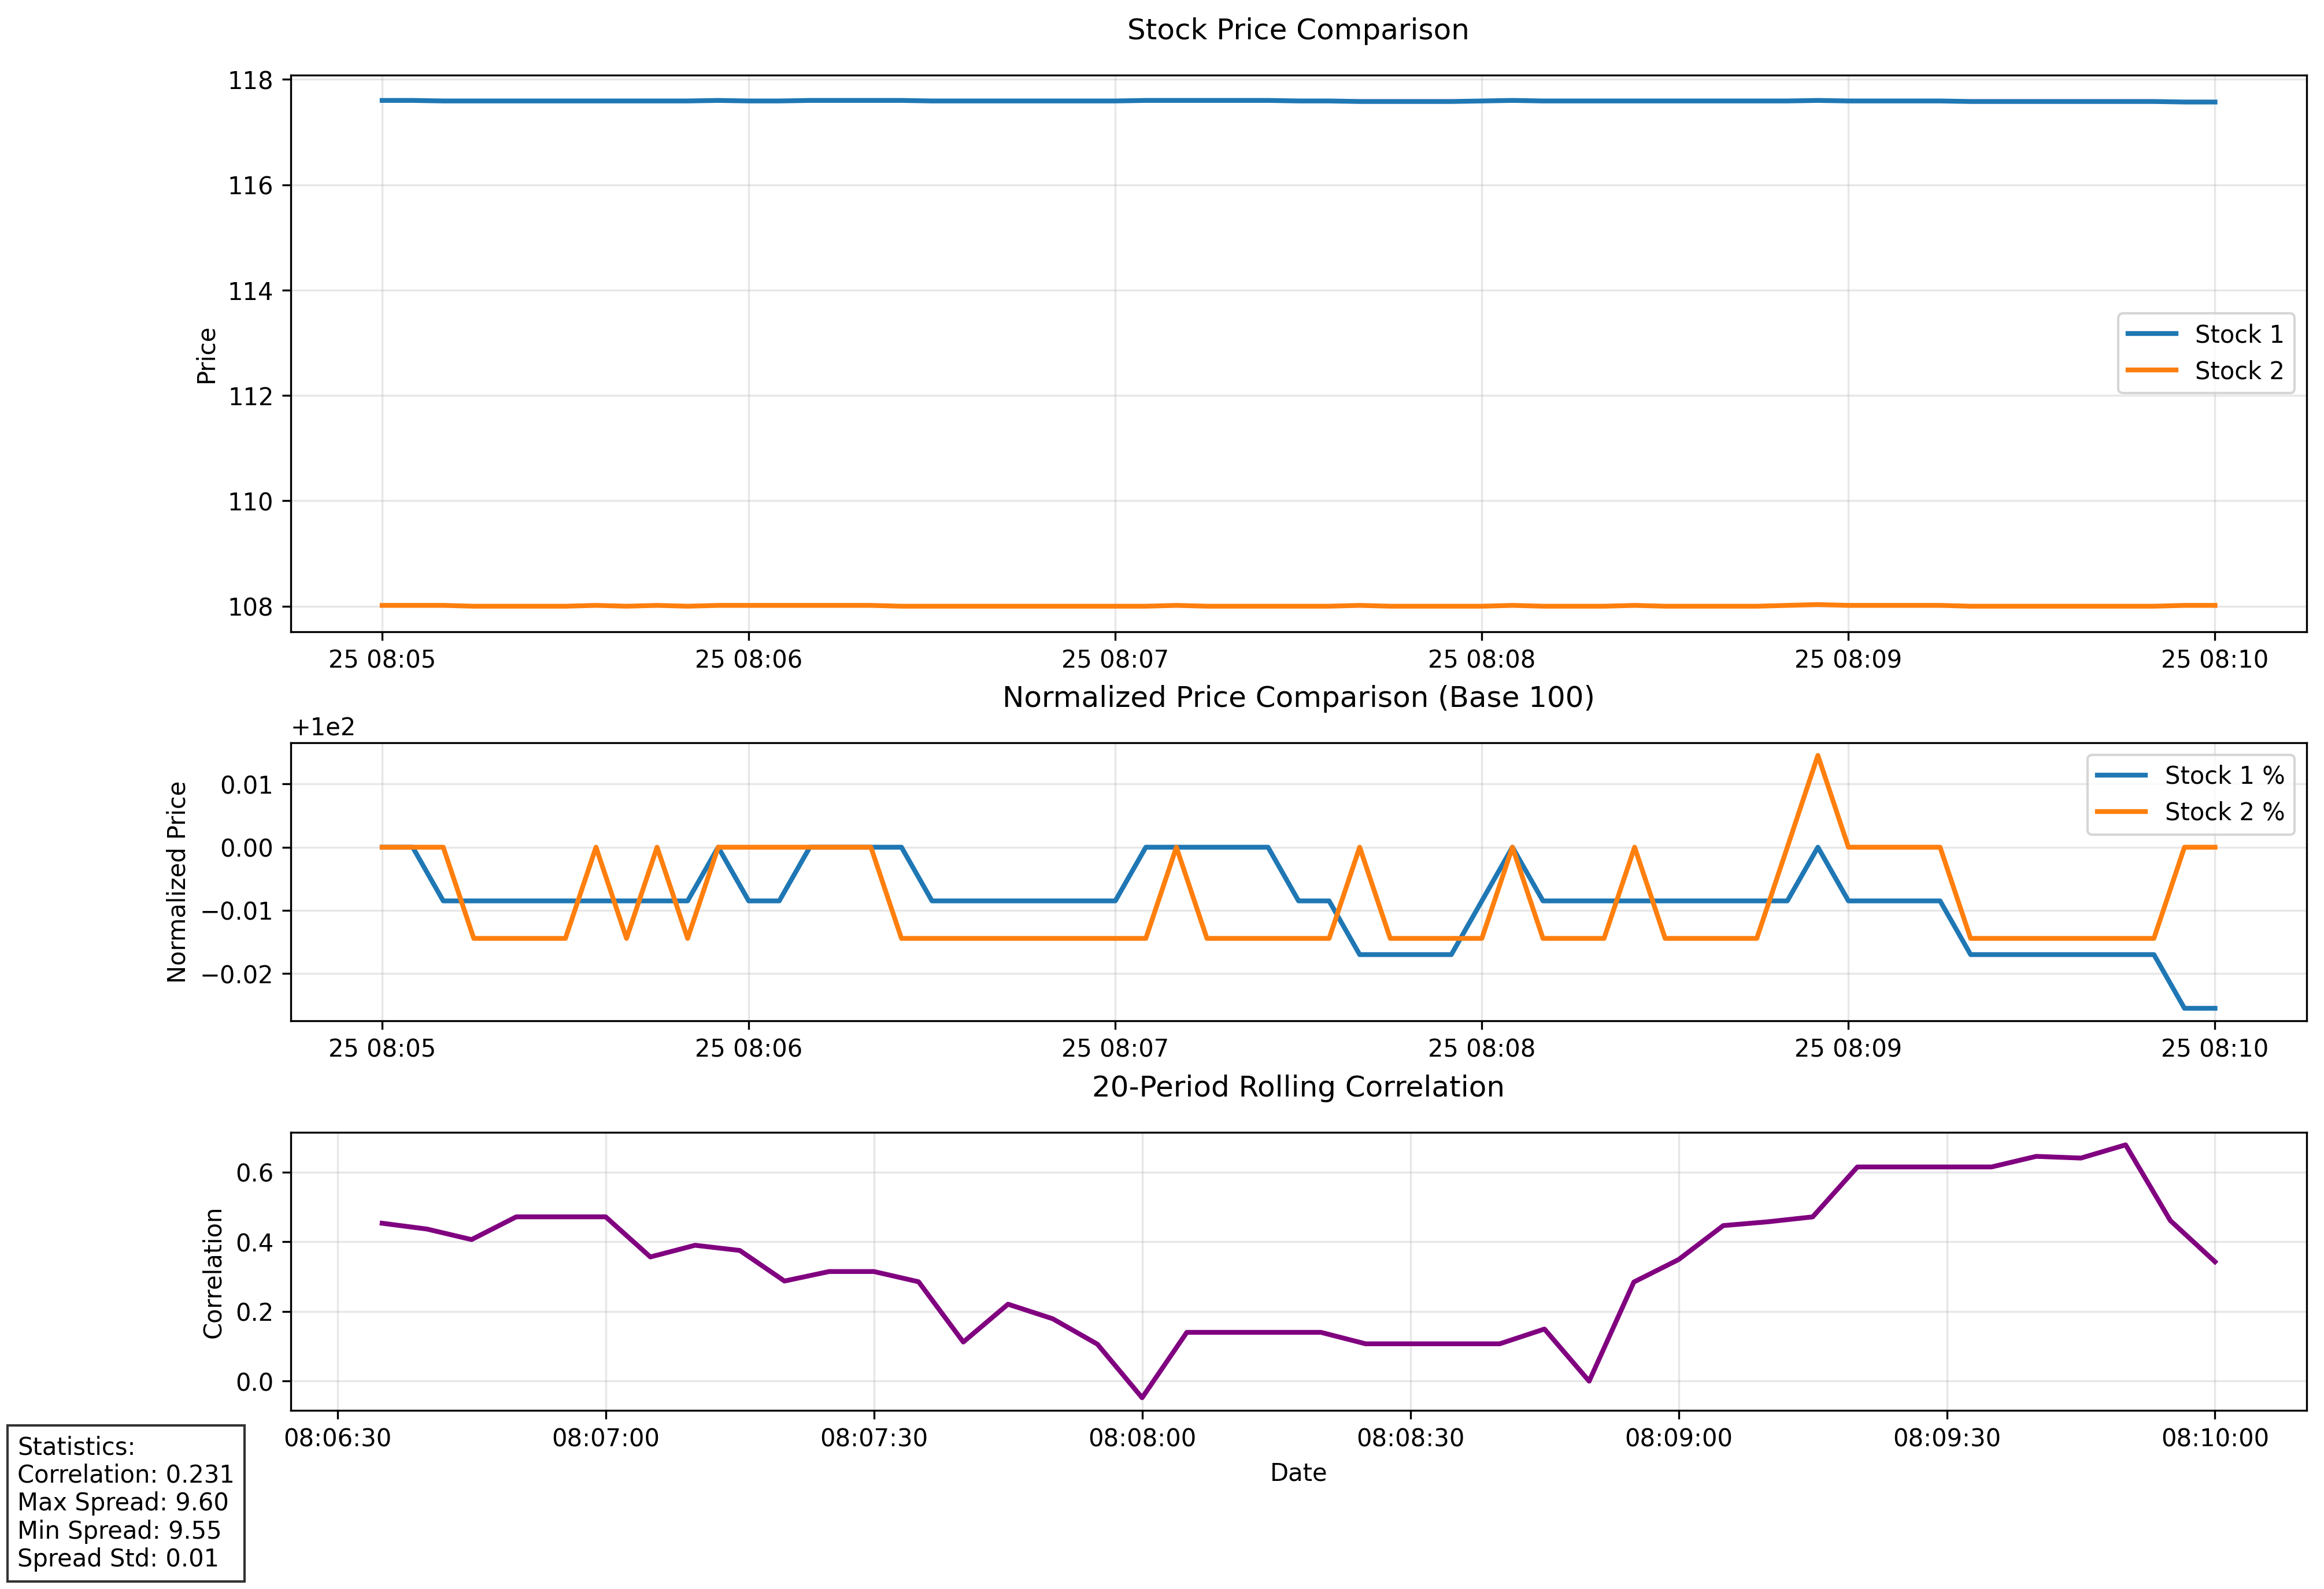 Stock Price Comparison
118
116
114
112
110
108
Price
Stock 1
Stock 2
25 08:05
25 08:06
25 08:07
25 08:08
25 08:09
25 08:10
Normalized Price Comparison (Base 100)
+1e2
0.01
0.00
−0.01
−0.02
Normalized Price
Stock 1 %
Stock 2 %
25 08:05
25 08:06
25 08:07
25 08:08
25 08:09
25 08:10
20-Period Rolling Correlation
0.6
0.4
0.2
0.0
Correlation
08:06:30
08:07:00
08:07:30
08:08:00
08:08:30
08:09:00
08:09:30
08:10:00
Date
Statistics:
Correlation: 0.231
Max Spread: 9.60
Min Spread: 9.55
Spread Std: 0.01